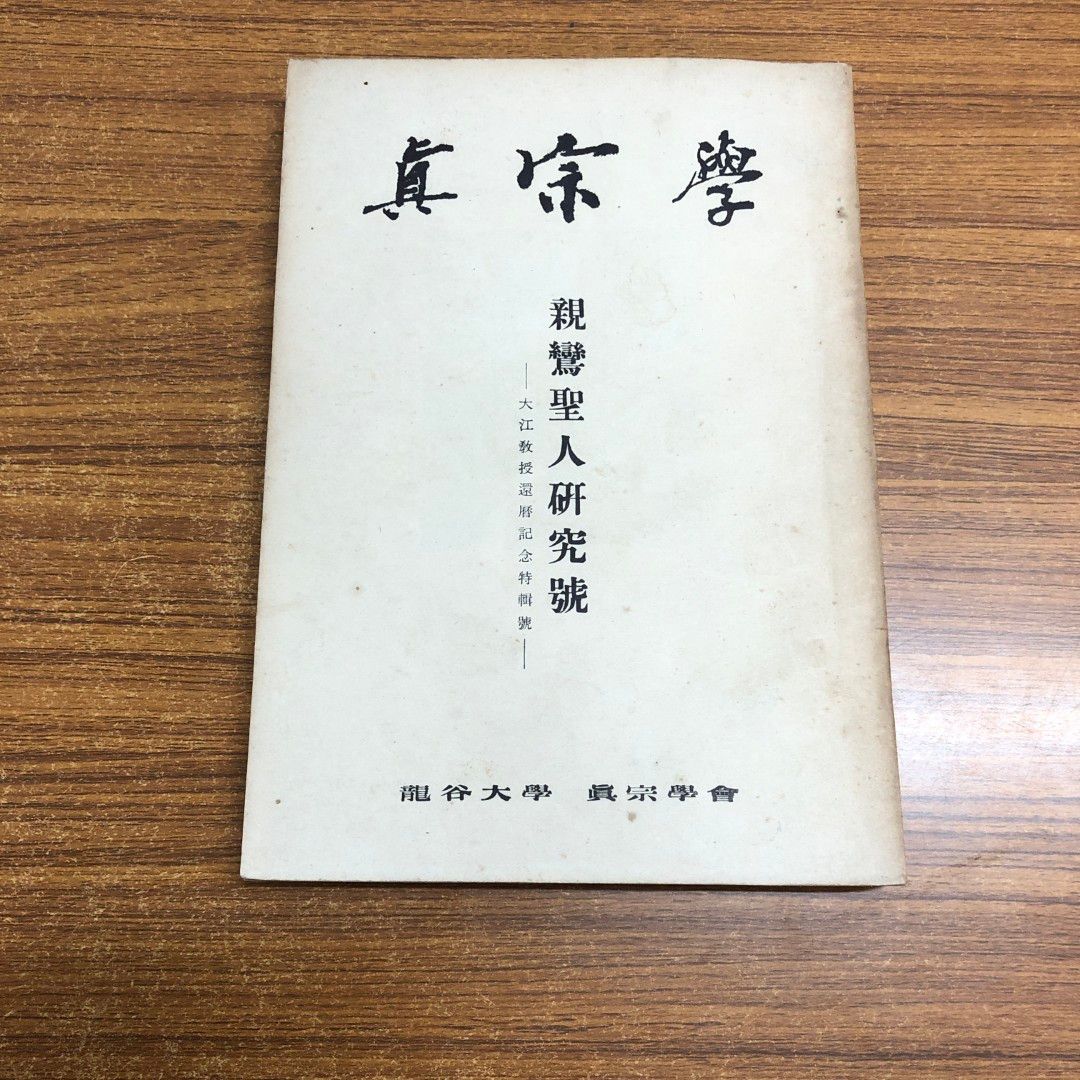 眞宗學
親鸞聖人研究號
―大江教授還暦記念特輯號―
龍谷大學 眞宗學會